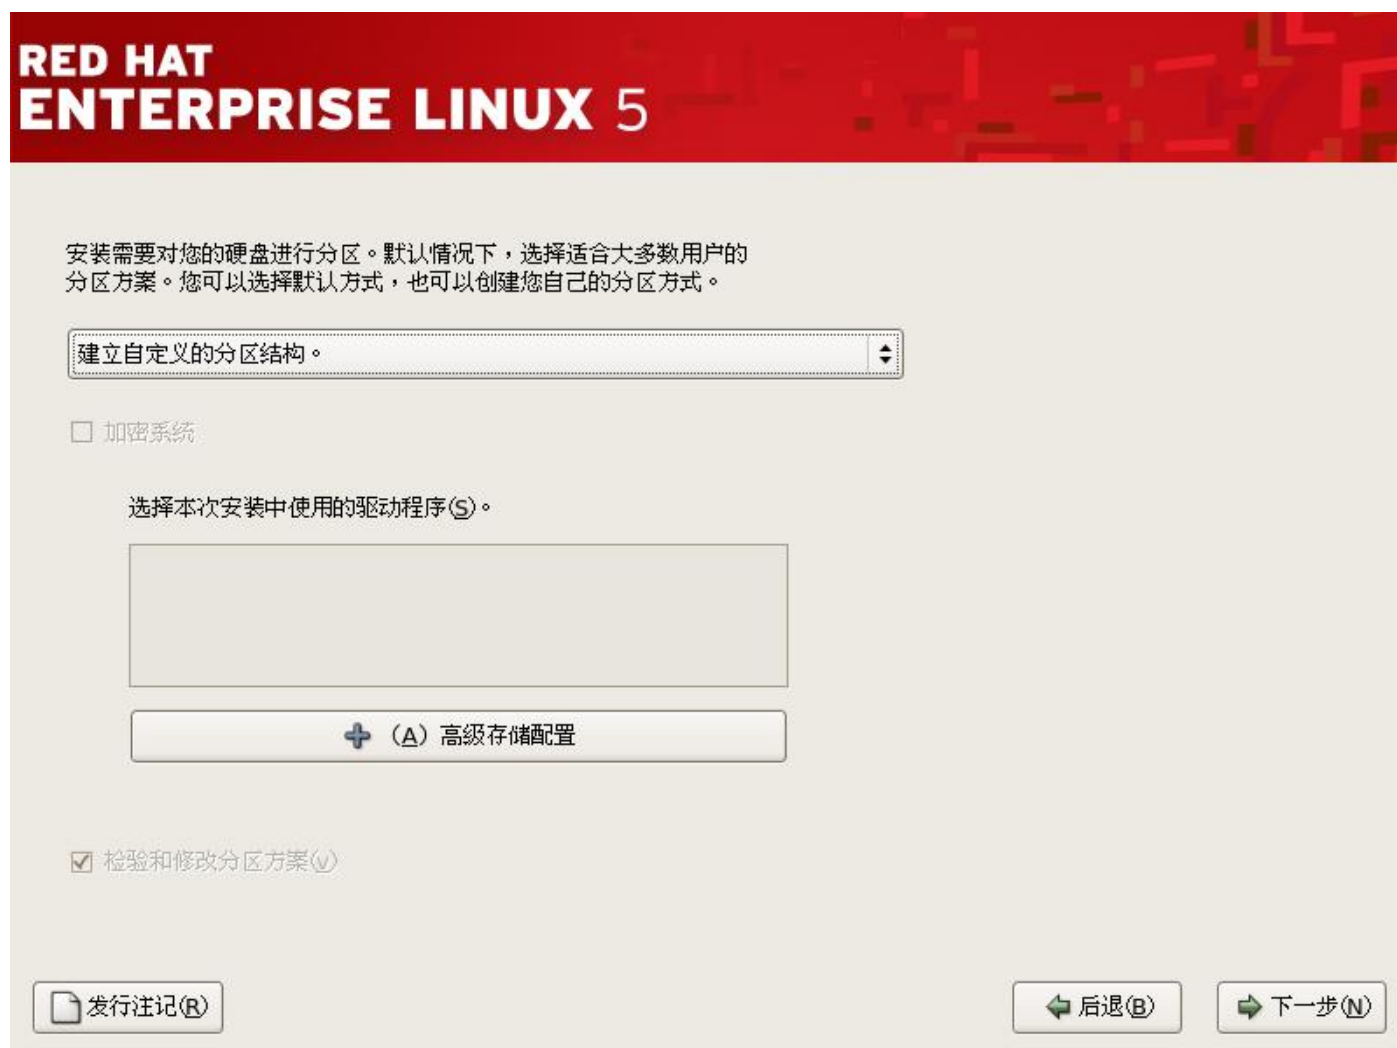 RED HAT
ENTERPRISE LINUX 5
安装需要对您的硬盘进行分区。默认情况下，选择适合大多数用户的
分区方案。您可以选择默认方式，也可以创建您自己的分区方式。
建立自定义的分区结构。
加密系统
选择本次安装中使用的驱动程序(S)。
（A）高级存储配置
检验和修改分区方案(v)
发行注记(R)
后退(B)
下一步(N)